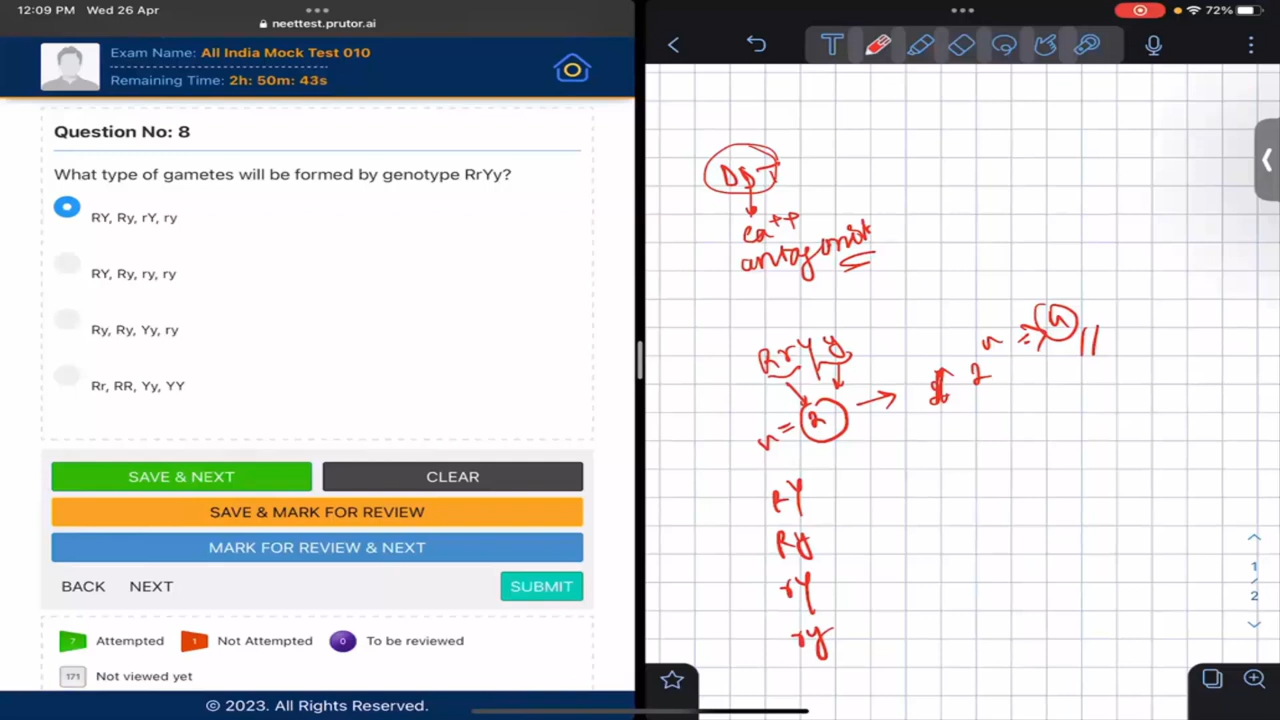 12:09 PM Wed 26 Apr
neettest.prutor.ai
72%
Exam Name: All India Mock Test 010
Remaining Time: 2h: 50m: 43s
Question No: 8
What type of gametes will be formed by genotype RrYy?
RY, Ry, rY, ry
RY, Ry, ry, ry
Ry, Ry, Yy, ry
Rr, RR, Yy, YY
SAVE & NEXT
CLEAR
SAVE & MARK FOR REVIEW
MARK FOR REVIEW & NEXT
BACK
NEXT
SUBMIT
7 Attempted
1 Not Attempted
0 To be reviewed
171 Not viewed yet
© 2023. All Rights Reserved.
T
DDT
Ca++
antagonist
RrYy
n = 2
2 n
RY
Ry
rY
ry
1
/
2